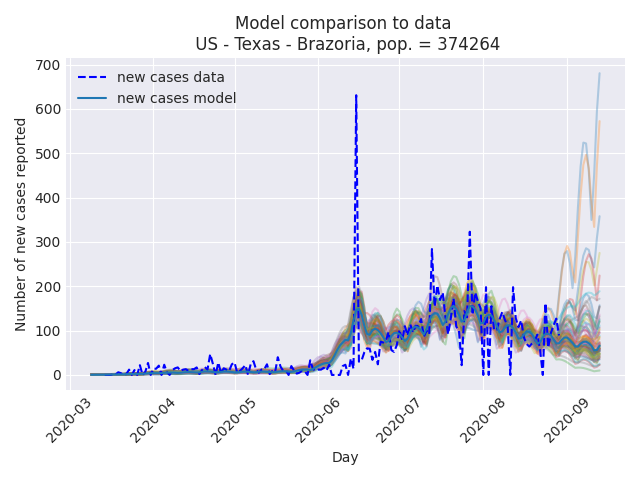 Model comparison to data
US - Texas - Brazoria, pop. = 374264
new cases data
new cases model
Number of new cases reported
700
600
500
400
300
200
100
0
2020-03
2020-04
2020-05
2020-06
2020-07
2020-08
2020-09
Day